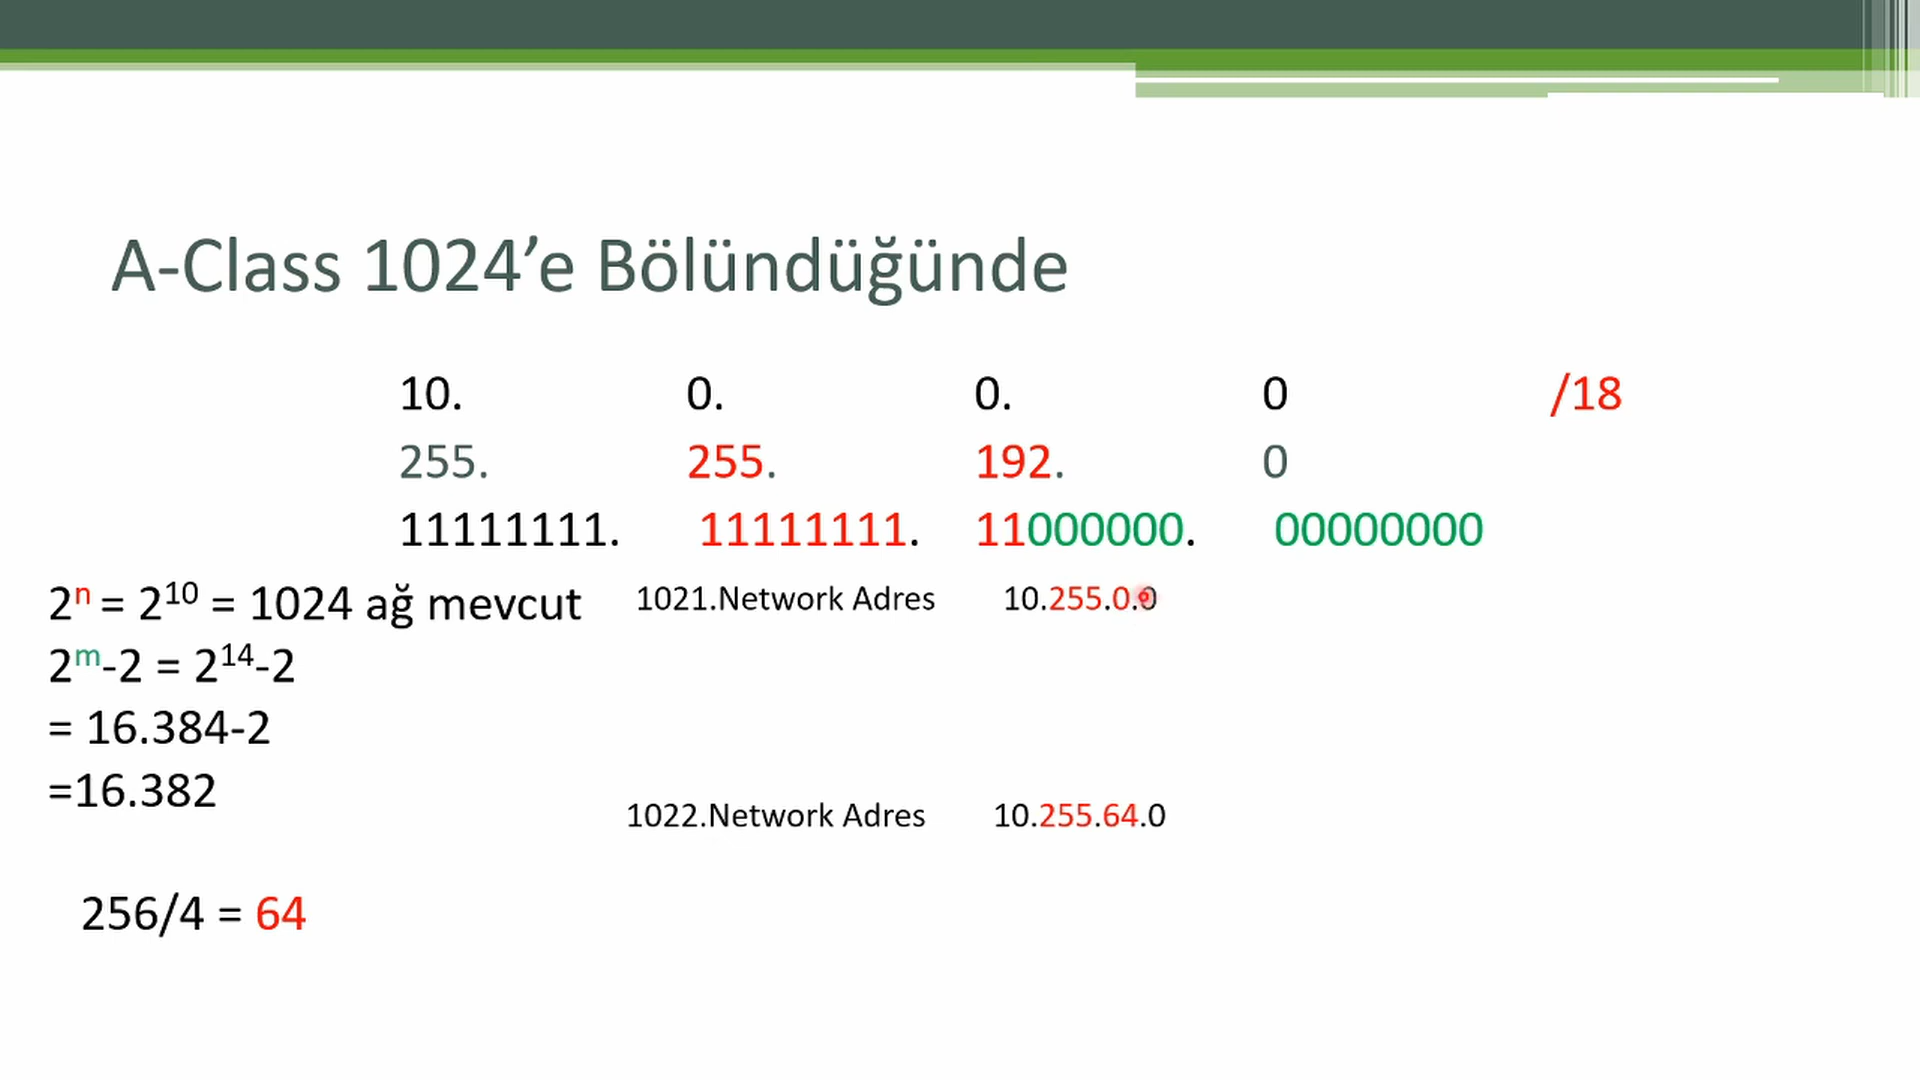 A-Class 1024’e Bölündüğünde
10. 0. 0. 0 /18
255. 255. 192. 0
11111111. 11111111. 11000000. 00000000
2ⁿ = 2¹⁰ = 1024 ağ mevcut
1021.Network Adres 10.255.0.0
2ᵐ-2 = 2¹⁴-2
= 16.384-2
=16.382
1022.Network Adres 10.255.64.0
256/4 = 64